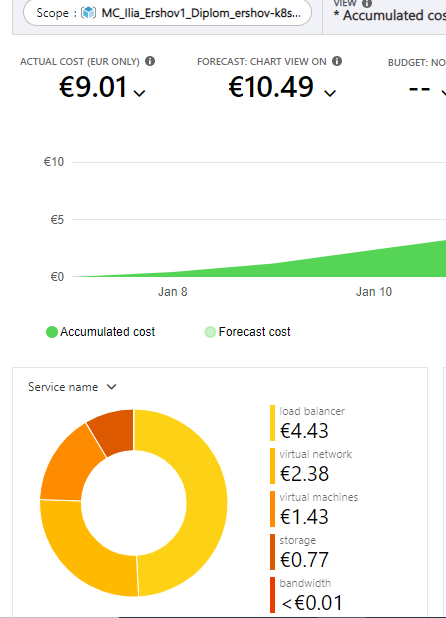 VIEW
Scope : MC_Ilia_Ershov1_Diplom_ershov-k8s...
* Accumulated cos
ACTUAL COST (EUR ONLY)
FORECAST: CHART VIEW ON
BUDGET: NO
€9.01
€10.49
--
€10
€5
€0
Jan 8
Jan 10
Accumulated cost
Forecast cost
Service name
load balancer
€4.43
virtual network
€2.38
virtual machines
€1.43
storage
€0.77
bandwidth
<€0.01